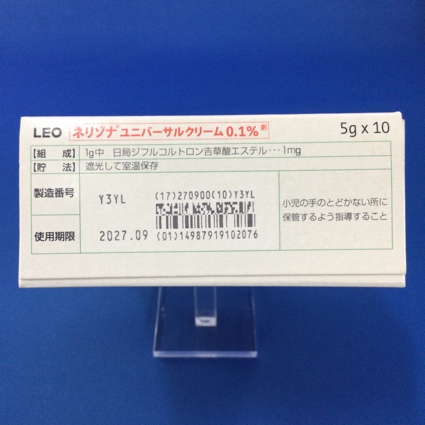 LEO ネリゾナ ユニバーサルクリーム 0.1% 劇 5g x 10
【組 成】 1g中 日局ジフルコルトロン吉草酸エステル…1mg
【貯 法】 遮光して室温保存
製造番号 Y3YL (17)270900(10)Y3YL
小児の手のとどかない所に
保管するよう指導すること
使用期限 2027.09 (01)14987919102076